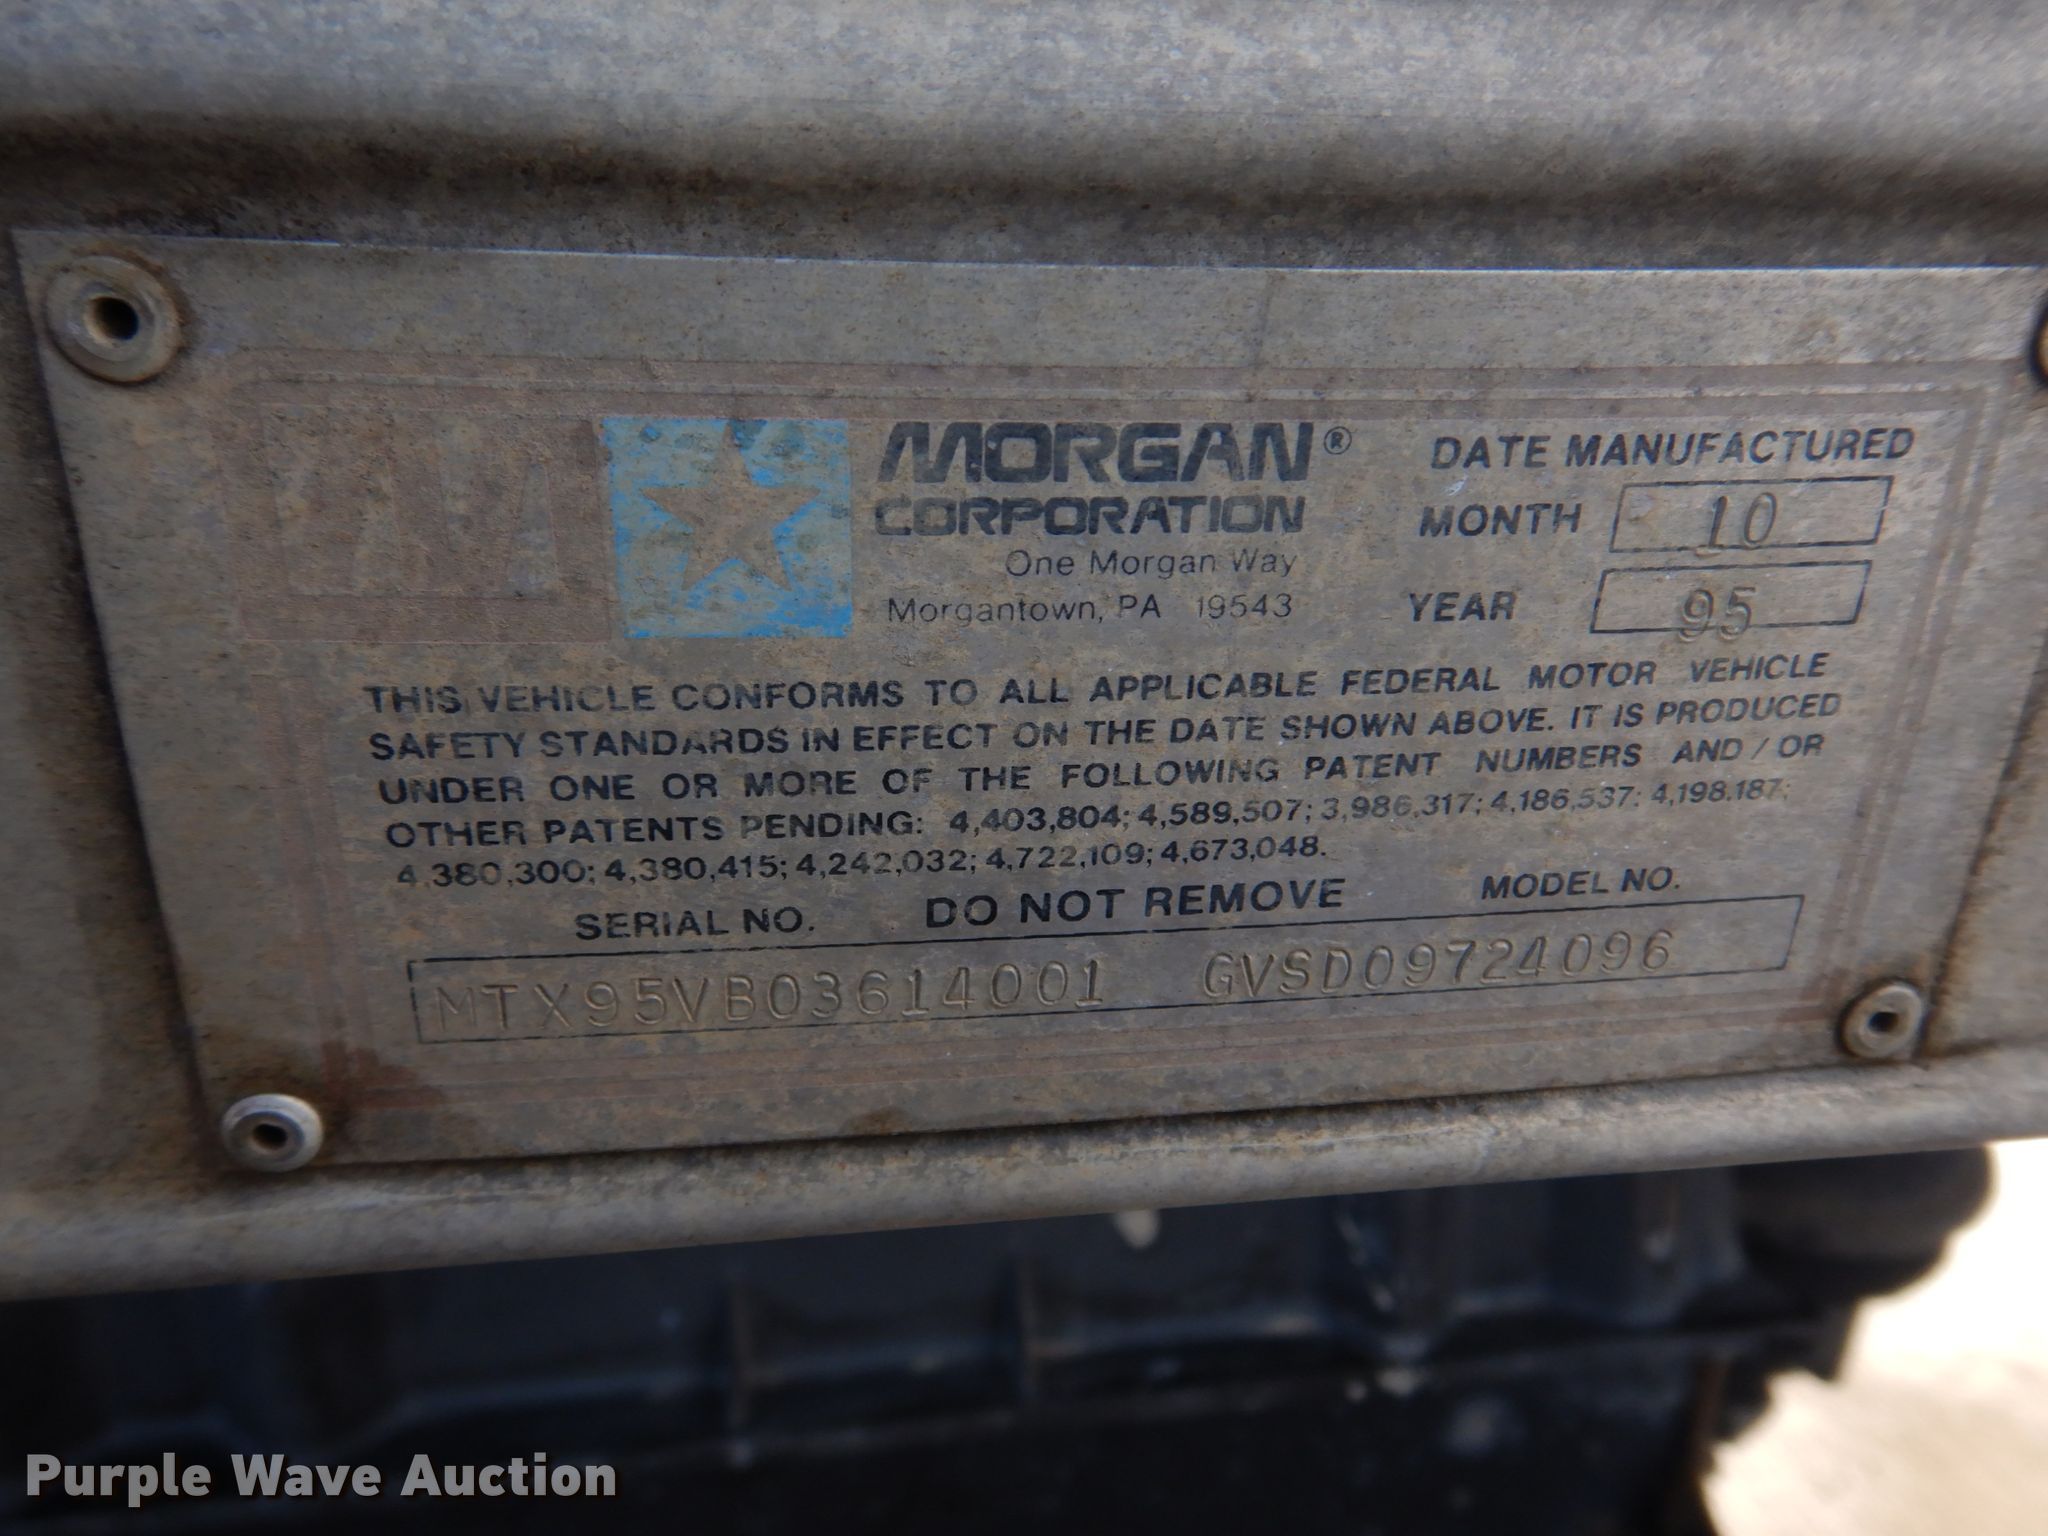 MORGAN®
CORPORATION
One Morgan Way
Morgantown, PA 19543
DATE MANUFACTURED
MONTH 10
YEAR 95
THIS VEHICLE CONFORMS TO ALL APPLICABLE FEDERAL MOTOR VEHICLE
SAFETY STANDARDS IN EFFECT ON THE DATE SHOWN ABOVE. IT IS PRODUCED
UNDER ONE OR MORE OF THE FOLLOWING PATENT NUMBERS AND / OR
OTHER PATENTS PENDING: 4,403,804; 4,589,507; 3,986,317; 4,186,537; 4,198,187;
4,380,300; 4,380,415; 4,242,032; 4,722,109; 4,673,048.
SERIAL NO. DO NOT REMOVE MODEL NO.
MTX95VB03614001 GVSD09724096
Purple Wave Auction